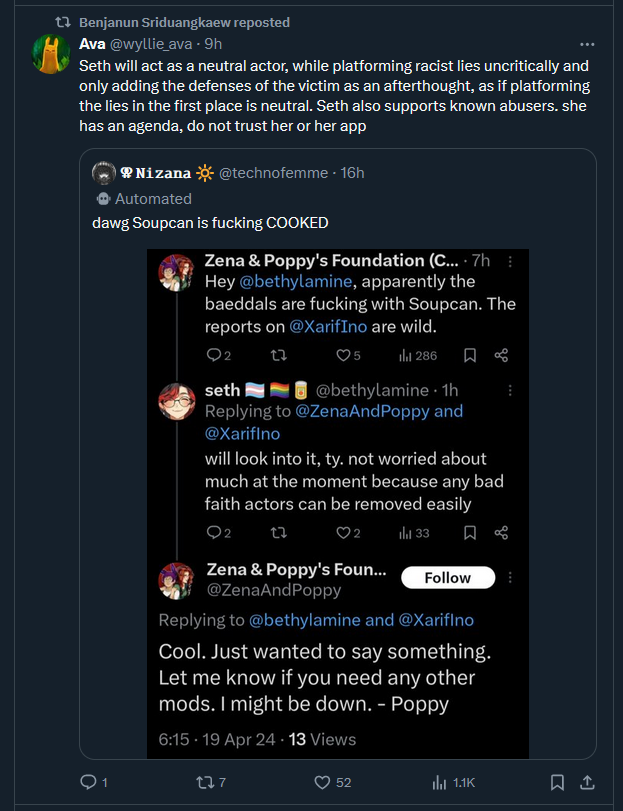 Benjanun Sriduangkaew reposted
Ava @wyllie_ava · 9h
Seth will act as a neutral actor, while platforming racist lies uncritically and
only adding the defenses of the victim as an afterthought, as if platforming
the lies in the first place is neutral. Seth also supports known abusers. she
has an agenda, do not trust her or her app
Nizana @technofemme · 16h
Automated
dawg Soupcan is fucking COOKED
Zena & Poppy's Foundation (C... · 7h
Hey @bethylamine, apparently the
baeddals are fucking with Soupcan. The
reports on @XarifIno are wild.
2 5 286
seth 🏳️‍⚧️ 🏳️‍🌈 🥫 @bethylamine · 1h
Replying to @ZenaAndPoppy and
@XarifIno
will look into it, ty. not worried about
much at the moment because any bad
faith actors can be removed easily
2 2 33
Zena & Poppy's Foun...
Follow
@ZenaAndPoppy
Replying to @bethylamine and @XarifIno
Cool. Just wanted to say something.
Let me know if you need any other
mods. I might be down. - Poppy
6:15 · 19 Apr 24 · 13 Views
1 7 52 1.1K